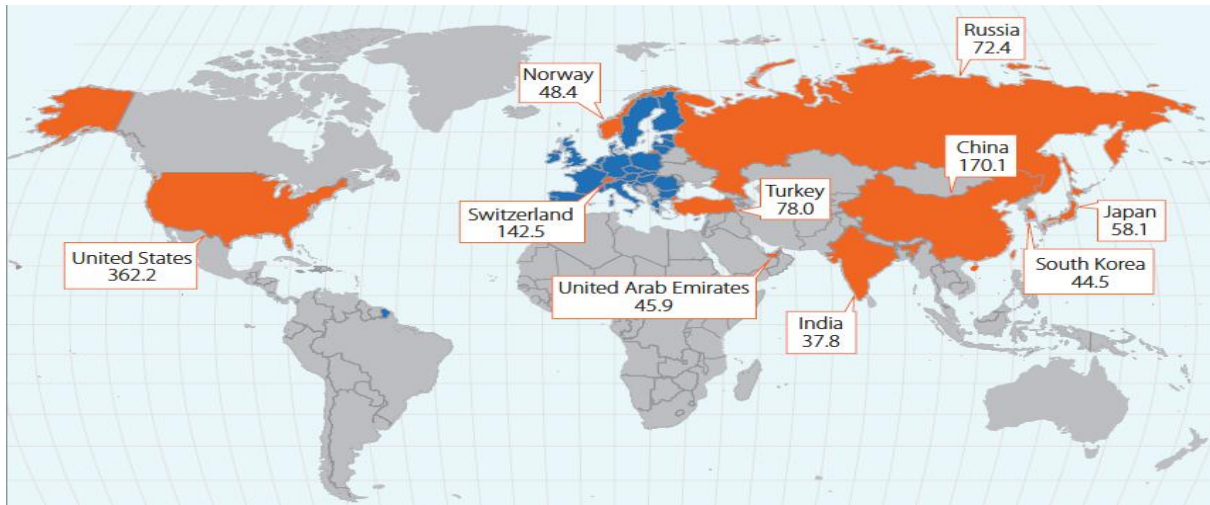 Russia
72.4
Norway
48.4
China
170.1
Turkey
78.0
Switzerland
142.5
Japan
58.1
United States
362.2
South Korea
44.5
United Arab Emirates
45.9
India
37.8